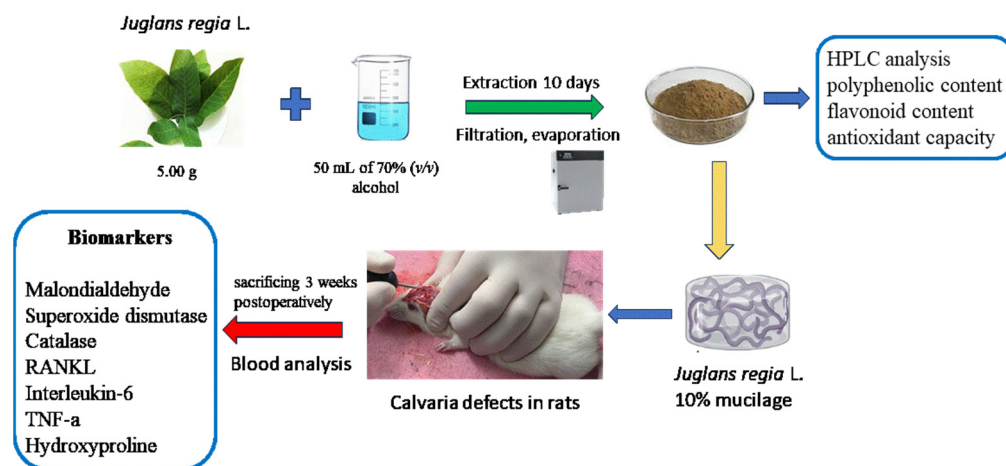 Juglans regia L.
5.00 g
50 mL of 70% (v/v)
alcohol
Extraction 10 days
Filtration, evaporation
HPLC analysis
polyphenolic content
flavonoid content
antioxidant capacity
Juglans regia L.
10% mucilage
Calvaria defects in rats
sacrificing 3 weeks
postoperatively
Blood analysis
Biomarkers
Malondialdehyde
Superoxide dismutase
Catalase
RANKL
Interleukin-6
TNF-a
Hydroxyproline